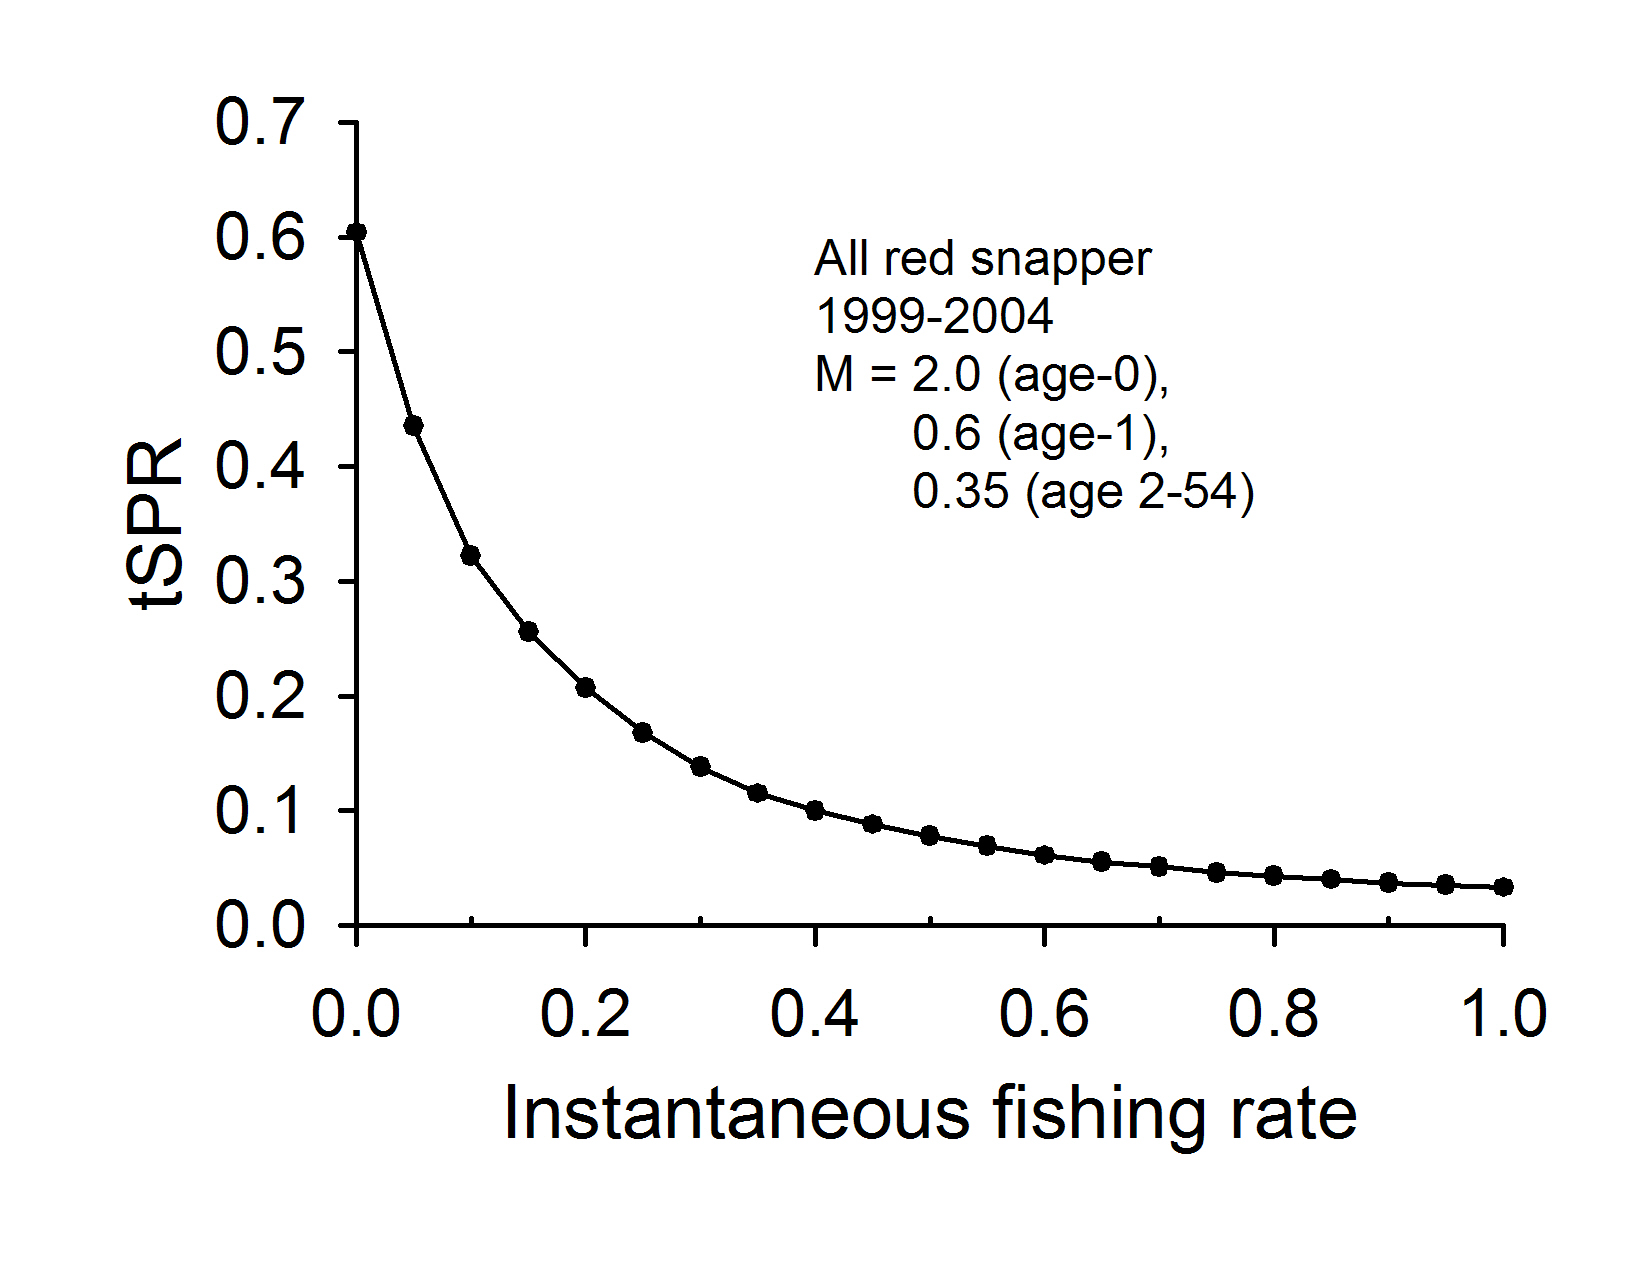 0.7
0.6
0.5
0.4
0.3
0.2
0.1
0.0
tSPR
All red snapper
1999-2004
M = 2.0 (age-0),
0.6 (age-1),
0.35 (age 2-54)
0.0 0.2 0.4 0.6 0.8 1.0
Instantaneous fishing rate